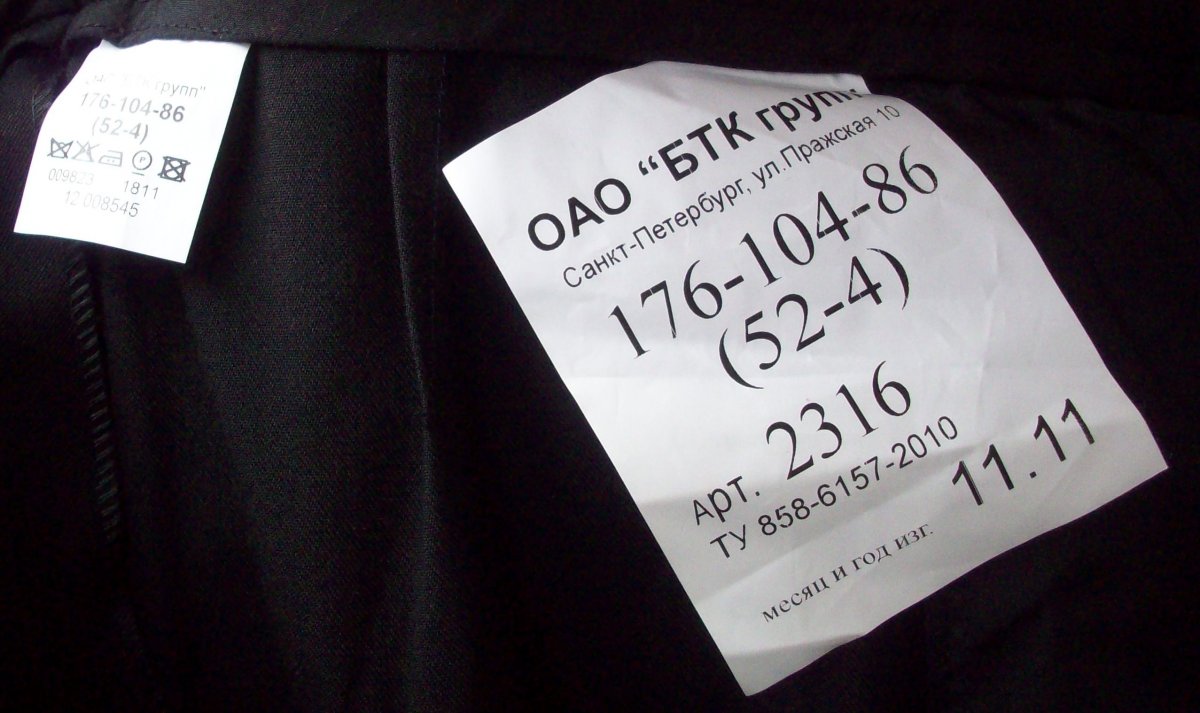 групп"
176-104-86
(52-4)
P
009823 1811
12 008545
ОАО “БТК групп
Санкт-Петербург, ул.Пражская 10
176-104-86
(52-4)
Арт. 2316
ТУ 858-6157-2010
11.11
месяц и год изг.